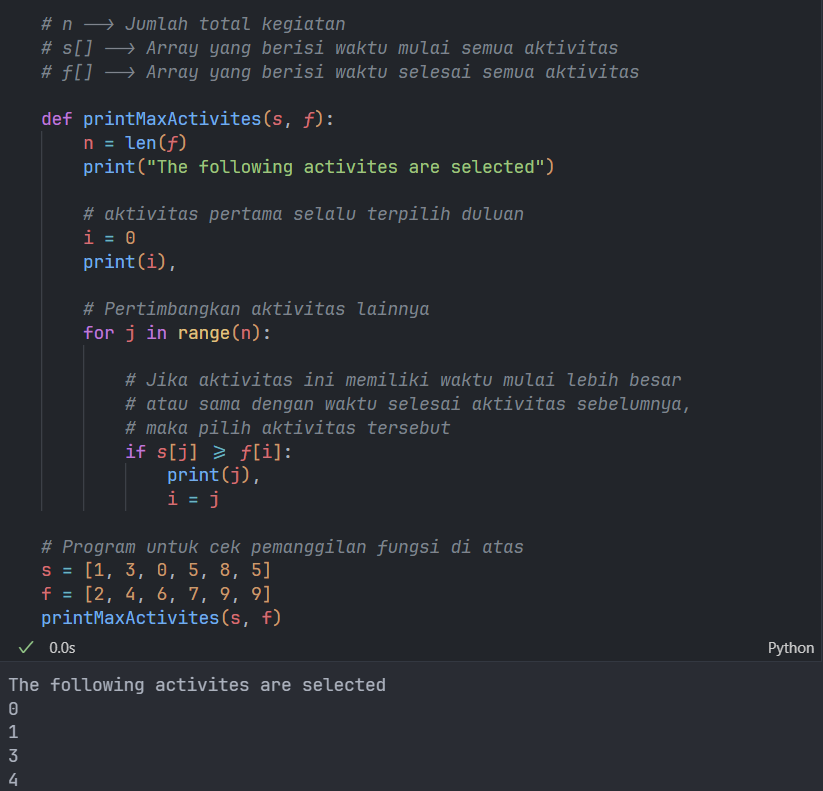 # n --> Jumlah total kegiatan
# s[] --> Array yang berisi waktu mulai semua aktivitas
# f[] --> Array yang berisi waktu selesai semua aktivitas
def printMaxActivites(s, f):
n = len(f)
print("The following activites are selected")
# aktivitas pertama selalu terpilih duluan
i = 0
print(i),
# Pertimbangkan aktivitas lainnya
for j in range(n):
# Jika aktivitas ini memiliki waktu mulai lebih besar
# atau sama dengan waktu selesai aktivitas sebelumnya,
# maka pilih aktivitas tersebut
if s[j] >= f[i]:
print(j),
i = j
# Program untuk cek pemanggilan fungsi di atas
s = [1, 3, 0, 5, 8, 5]
f = [2, 4, 6, 7, 9, 9]
printMaxActivites(s, f)
0.0s Python
The following activites are selected
0
1
3
4